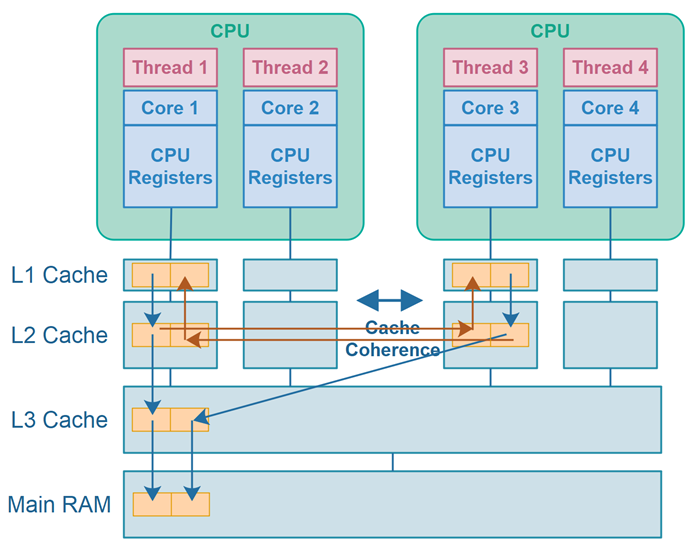 CPU
CPU
Thread 1
Thread 2
Thread 3
Thread 4
Core 1
Core 2
Core 3
Core 4
CPU
Registers
CPU
Registers
CPU
Registers
CPU
Registers
L1 Cache
L2 Cache
Cache
Coherence
L3 Cache
Main RAM